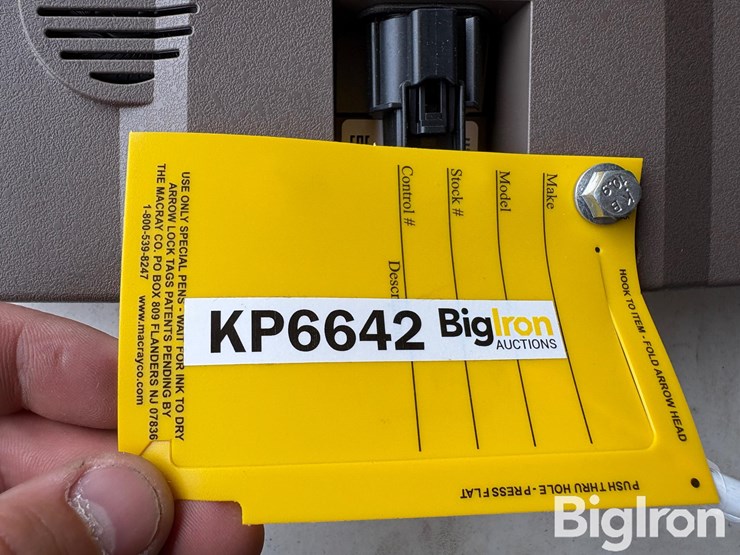 USE ONLY SPECIAL PENS - WAIT FOR INK TO DRY
ARROW LOCK TAGS PATENTS PENDING BY
THE MACRAY CO. PO BOX 809 FLANDERS NJ 07836
1-800-539-8247 www.macrayco.com
Make
Model
Stock #
Control #
Descr
KP6642 BigIron
AUCTIONS
HOOK TO ITEM - FOLD ARROW HEAD
PUSH THRU HOLE - PRESS FLAT
BigIron